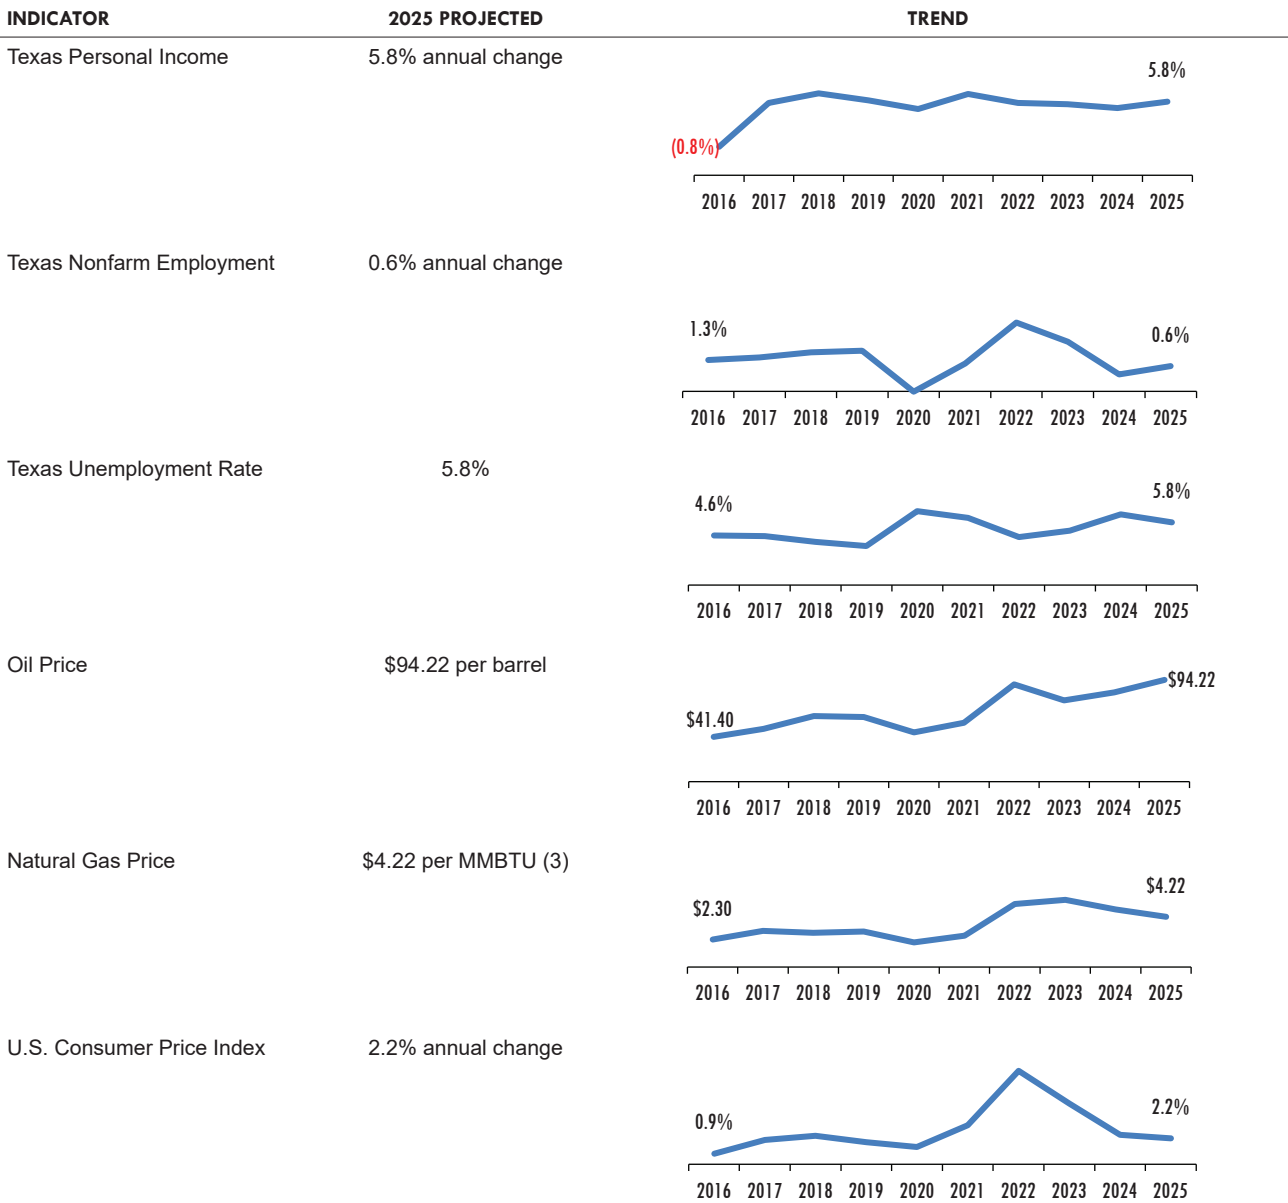 INDICATOR 2025 PROJECTED TREND
Texas Personal Income 5.8% annual change
5.8%
(0.8%)
2016 2017 2018 2019 2020 2021 2022 2023 2024 2025
Texas Nonfarm Employment 0.6% annual change
1.3%
0.6%
2016 2017 2018 2019 2020 2021 2022 2023 2024 2025
Texas Unemployment Rate 5.8%
4.6%
5.8%
2016 2017 2018 2019 2020 2021 2022 2023 2024 2025
Oil Price $94.22 per barrel
$94.22
$41.40
2016 2017 2018 2019 2020 2021 2022 2023 2024 2025
Natural Gas Price $4.22 per MMBTU (3)
$4.22
$2.30
2016 2017 2018 2019 2020 2021 2022 2023 2024 2025
U.S. Consumer Price Index 2.2% annual change
2.2%
0.9%
2016 2017 2018 2019 2020 2021 2022 2023 2024 2025